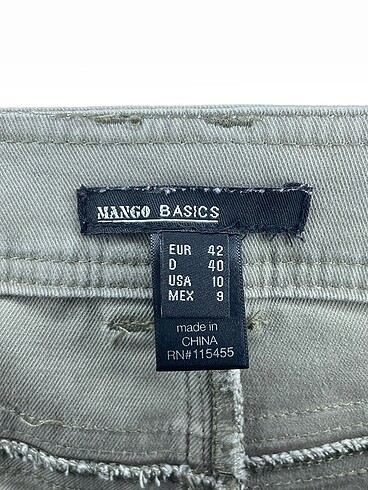 MANGO BASICS
EUR 42
D 40
USA 10
MEX 9
made in
CHINA
RN#115455